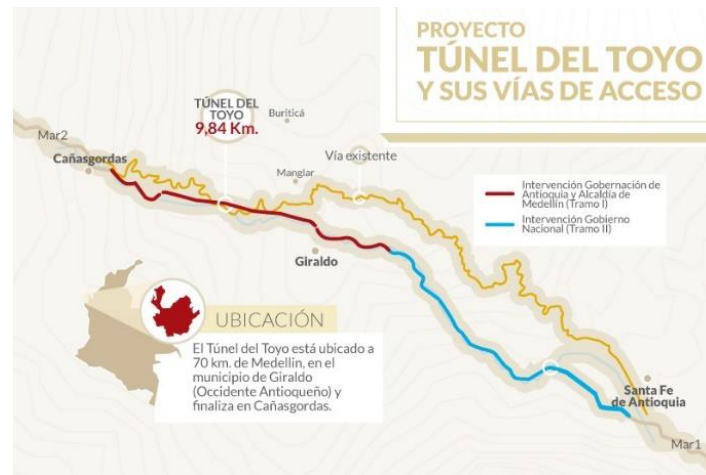 PROYECTO
TÚNEL DEL TOYO
Y SUS VÍAS DE ACCESO
TÚNEL DEL
TOYO
9,84 Km.
Buriticá
Mar2
Cañasgordas
Manglar
Vía existente
Intervención Gobernación de
Antioquia y Alcaldía de
Medellín (Tramo I)
Intervención Gobierno
Nacional (Tramo II)
Giraldo
UBICACIÓN
El Túnel del Toyo está ubicado a
70 km. de Medellin, en el
municipio de Giraldo
(Occidente Antioqueño) y
finaliza en Cañasgordas.
Santa Fe
de Antioquia
Mar1